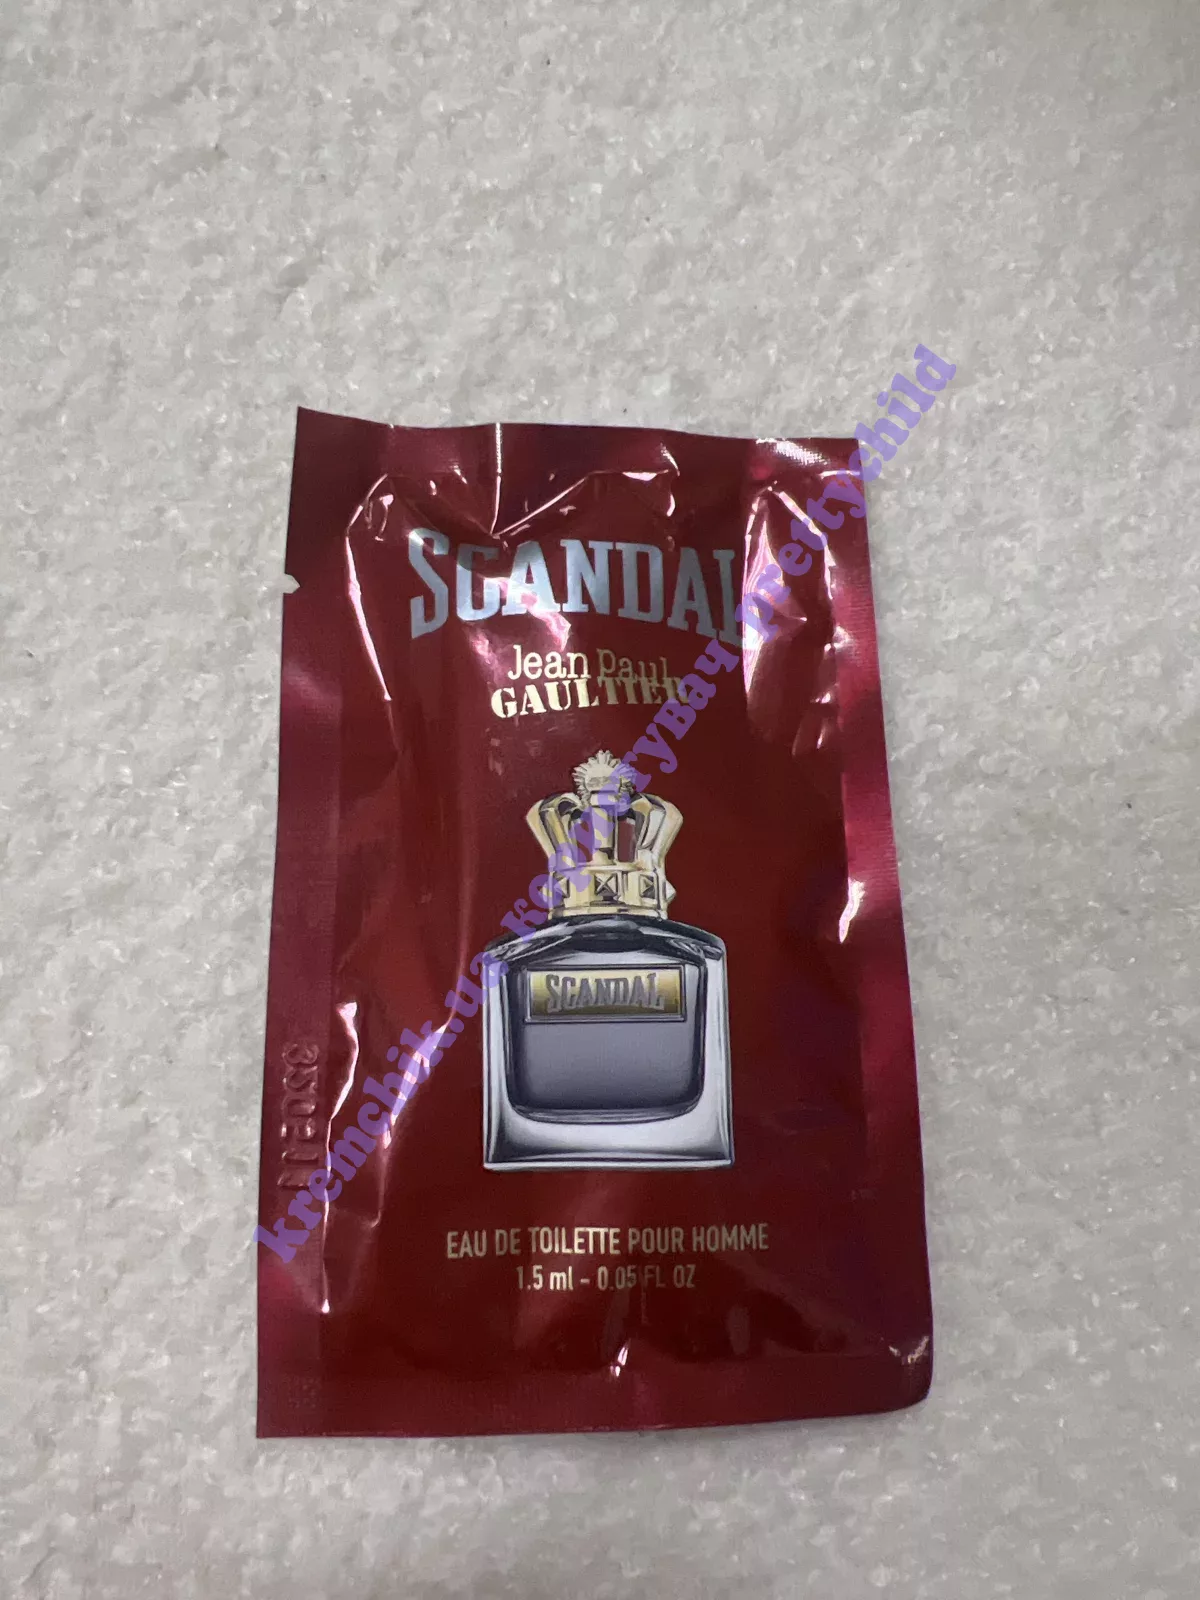 SCANDAL
Jean Paul
GAULTIER
SCANDAL
EAU DE TOILETTE POUR HOMME
1.5 ml - 0.05 FL OZ
kremchik.ua КормегуВач Prettychild